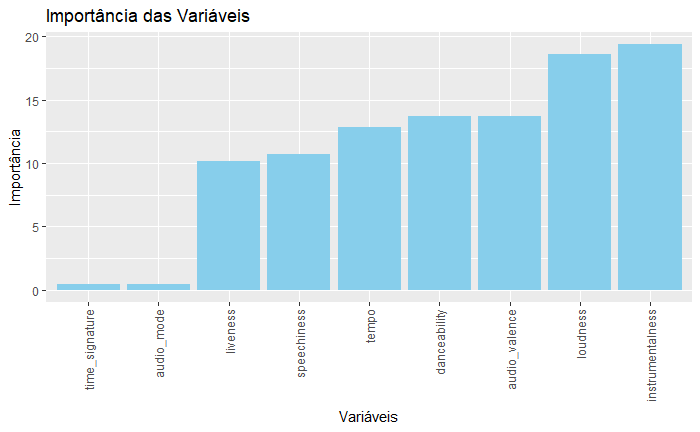 Importância das Variáveis
20
15
10
5
0
Importância
time_signature
audio_mode
liveness
speechiness
tempo
danceability
audio_valence
loudness
instrumentalness
Variáveis